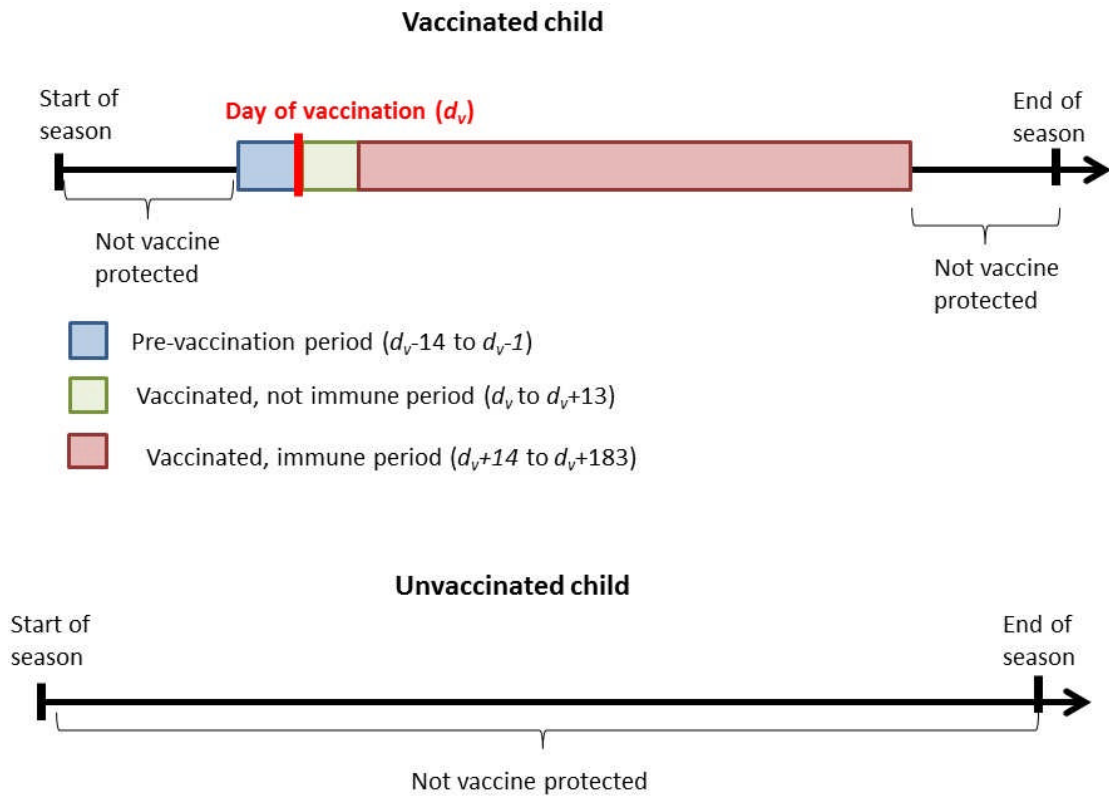 Vaccinated child
Start of
season
Day of vaccination (dv)
End of
season
Not vaccine
protected
Not vaccine
protected
Pre-vaccination period (dv-14 to dv-1)
Vaccinated, not immune period (dv to dv+13)
Vaccinated, immune period (dv+14 to dv+183)
Unvaccinated child
Start of
season
End of
season
Not vaccine protected